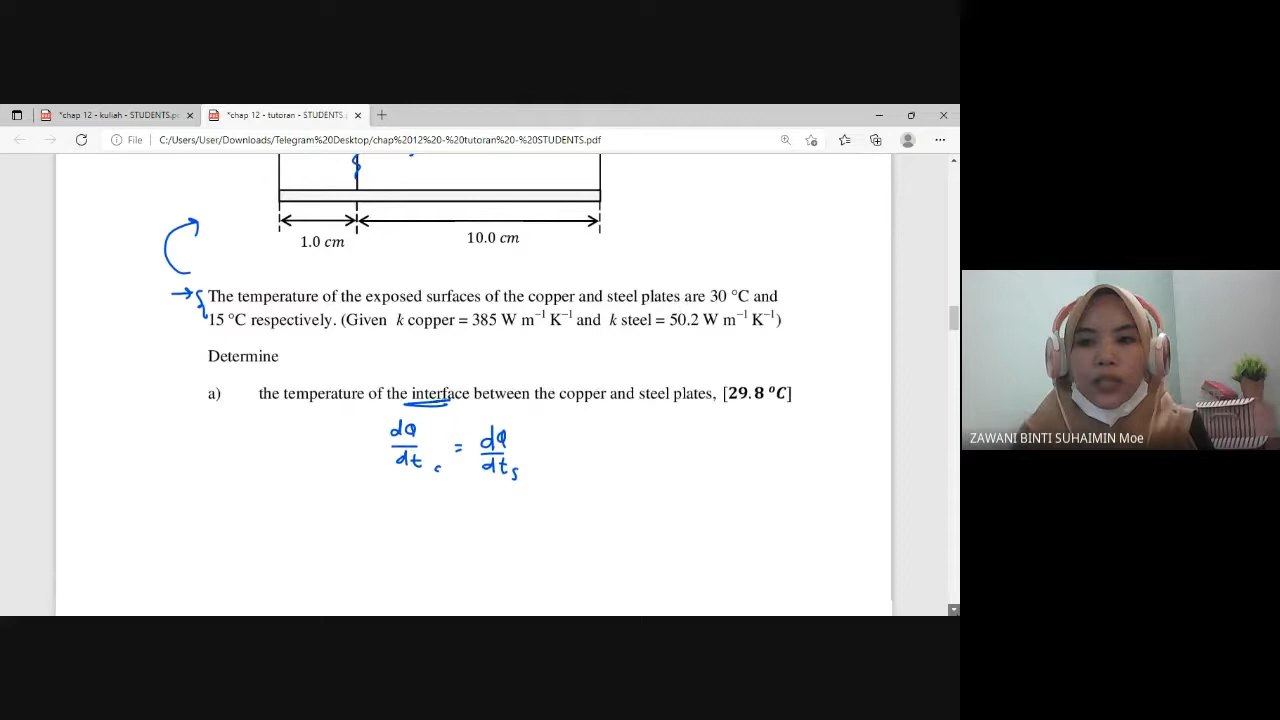 *chap 12 - kuliah - STUDENTS.p
*chap 12 - tutoran - STUDENTS.
File
C:/Users/User/Downloads/Telegram%20Desktop/chap%2012%20-%20tutoran%20-%20STUDENTS.pdf
1.0 cm
10.0 cm
The temperature of the exposed surfaces of the copper and steel plates are 30 °C and
15 °C respectively. (Given k copper = 385 W m⁻¹ K⁻¹ and k steel = 50.2 W m⁻¹ K⁻¹)
Determine
a) the temperature of the interface between the copper and steel plates, [29.8 °C]
dQ/dt c = dQ/dt s
ZAWANI BINTI SUHAIMIN Moe